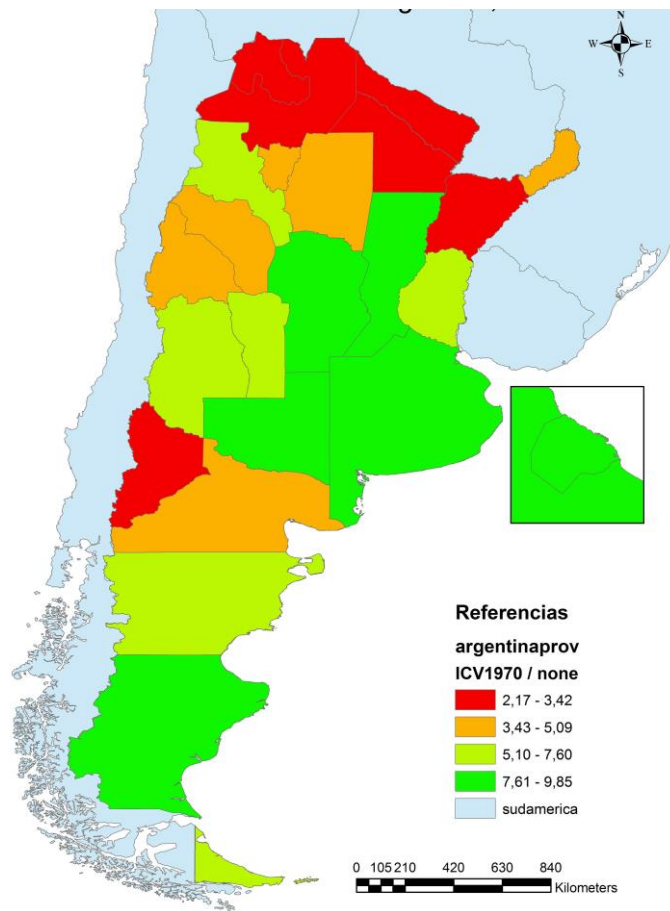 N
W E
S
Referencias
argentinaprov
ICV1970 / none
2,17 - 3,42
3,43 - 5,09
5,10 - 7,60
7,61 - 9,85
sudamerica
0 105 210 420 630 840
Kilometers